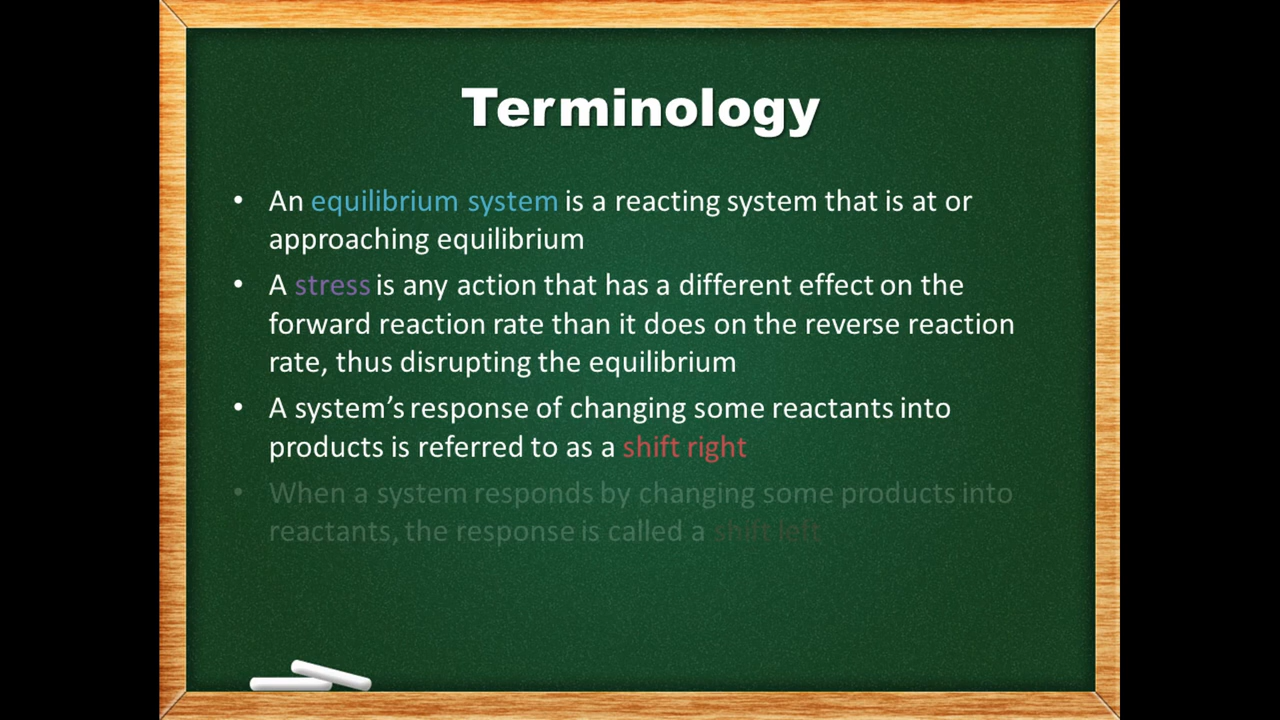 Terminology
• An equilibrium system is a reacting system that is at or
approaching equilibrium
• A stress is any action that has a different effect on the
forward reaction rate than it does on the reverse reaction
rate, thus disrupting the equilibrium
• A system’s response of changing some reactants into
products is referred to as a shift right
• When a system responds by changing some products into
reactants, the response is called a shift left